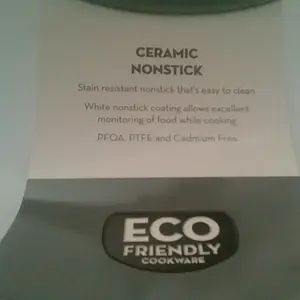 CERAMIC
NONSTICK
Stain resistant nonstick that's easy to clean
White nonstick coating allows excellent
monitoring of food while cooking
PFOA, PTFE and Cadmium Free
ECO
FRIENDLY
COOKWARE